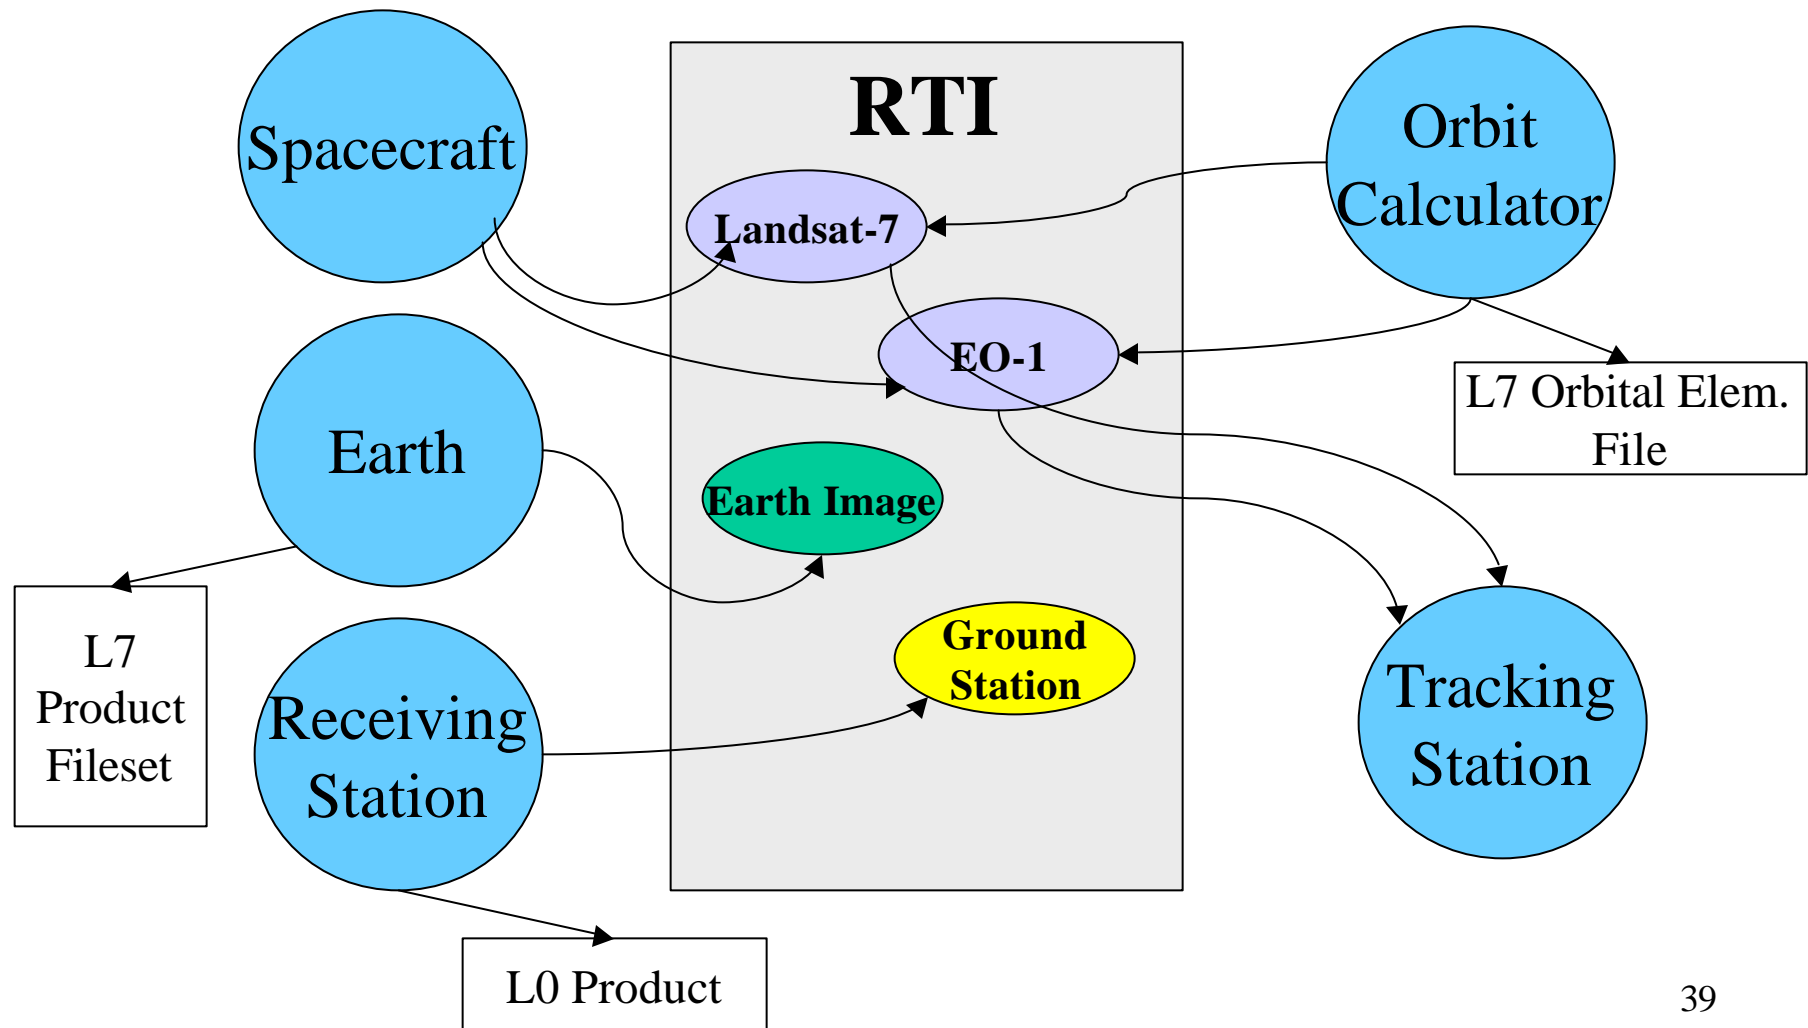 RTI
Spacecraft
Orbit
Calculator
Landsat-7
EO-1
L7 Orbital Elem.
File
Earth
Earth Image
L7
Product
Fileset
Ground
Station
Receiving
Station
Tracking
Station
L0 Product
39